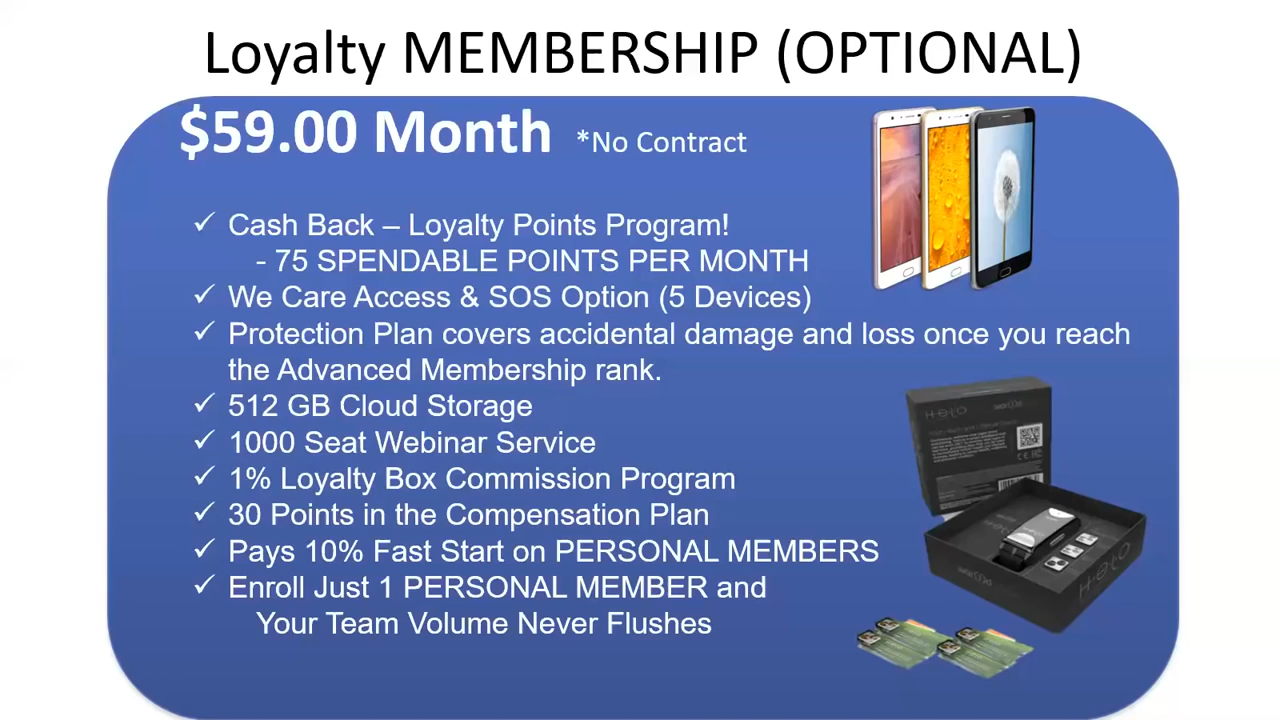 Loyalty MEMBERSHIP (OPTIONAL)
$59.00 Month *No Contract
✓ Cash Back – Loyalty Points Program!
- 75 SPENDABLE POINTS PER MONTH
✓ We Care Access & SOS Option (5 Devices)
✓ Protection Plan covers accidental damage and loss once you reach
the Advanced Membership rank.
✓ 512 GB Cloud Storage
✓ 1000 Seat Webinar Service
✓ 1% Loyalty Box Commission Program
✓ 30 Points in the Compensation Plan
✓ Pays 10% Fast Start on PERSONAL MEMBERS
✓ Enroll Just 1 PERSONAL MEMBER and
Your Team Volume Never Flushes